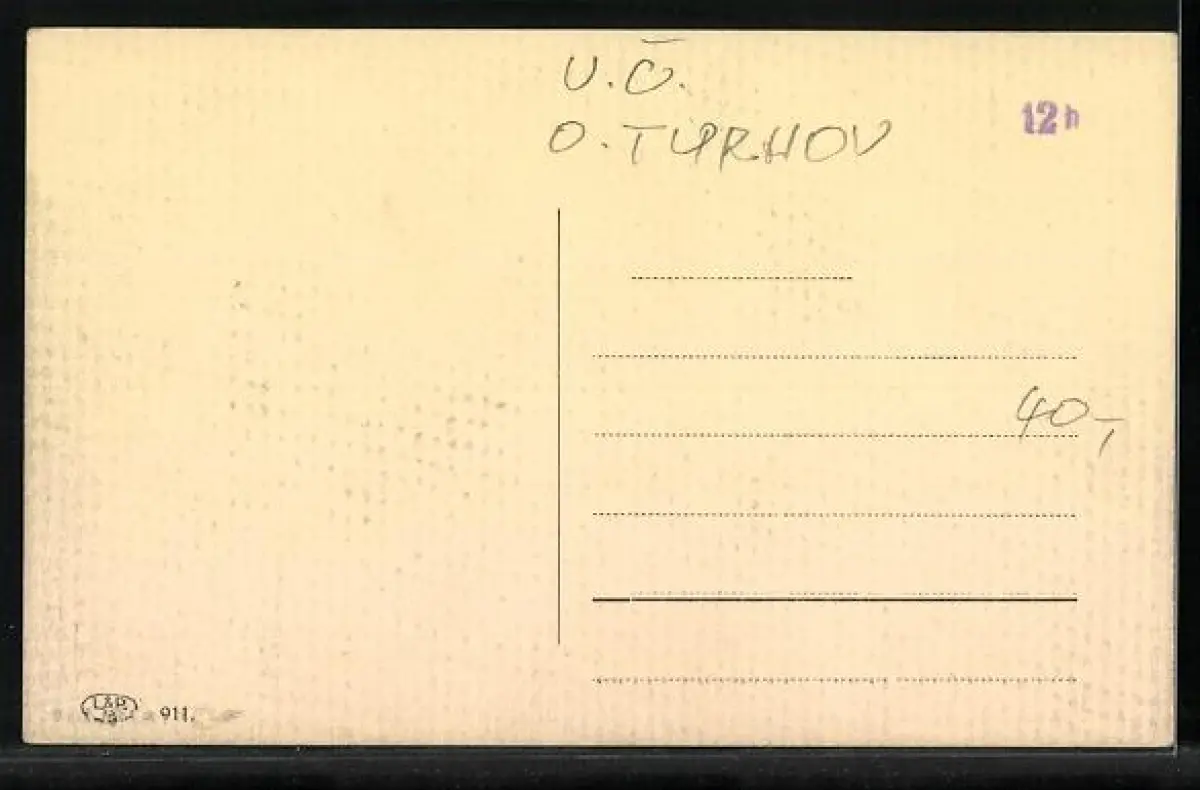 V.Č.
O. TURHOV
12h
40,-
L&P.
911.